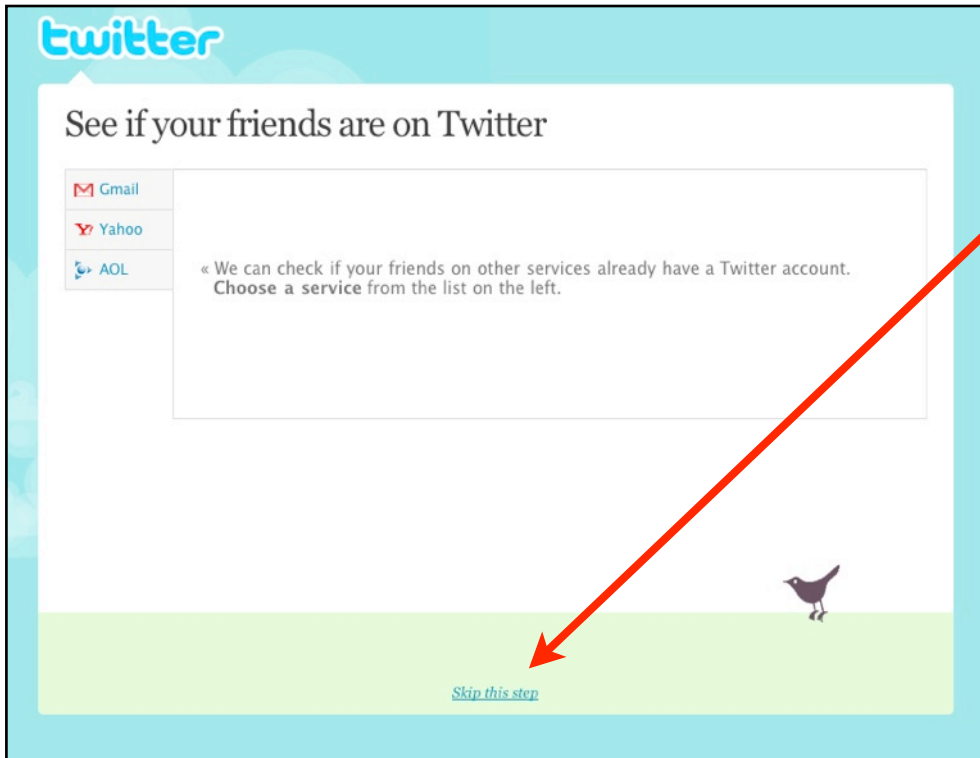 twitter
See if your friends are on Twitter
Gmail
Yahoo
AOL
« We can check if your friends on other services already have a Twitter account.
Choose a service from the list on the left.
Skip this step